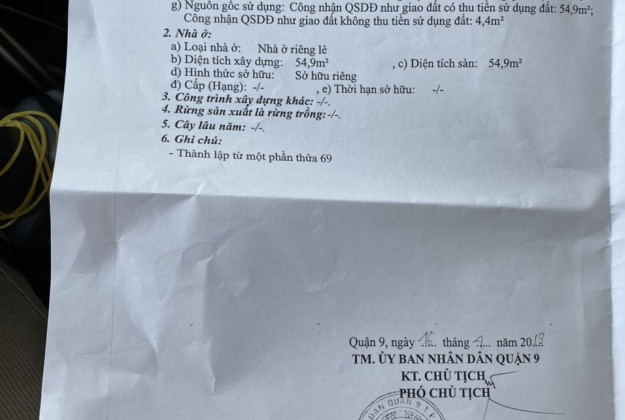 g) Nguồn gốc sử dụng: Công nhận QSDĐ như giao đất có thu tiền sử dụng đất: 54,9m²;
Công nhận QSDĐ như giao đất không thu tiền sử dụng đất: 4,4m²
2. Nhà ở:
a) Loại nhà ở: Nhà ở riêng lẻ
b) Diện tích xây dựng: 54,9m² , c) Diện tích sàn: 54,9m²
d) Hình thức sở hữu: Sở hữu riêng
đ) Cấp (Hạng): -/- , e) Thời hạn sở hữu: -/-
3. Công trình xây dựng khác: -/-.
4. Rừng sản xuất là rừng trồng: -/-.
5. Cây lâu năm: -/-.
6. Ghi chú:
- Thành lập từ một phần thửa 69
Quận 9, ngày 16 tháng năm 201
TM. ỦY BAN NHÂN DÂN QUẬN 9
KT. CHỦ TỊCH
PHÓ CHỦ TỊCH
DÂN QUẬN 9